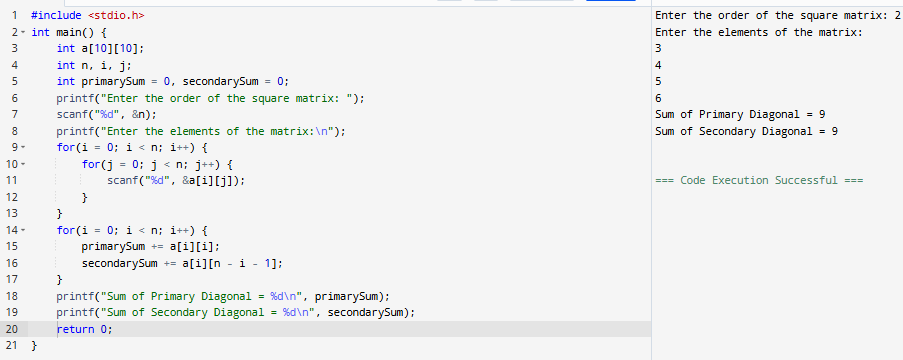 1 #include <stdio.h>
2 int main() {
3     int a[10][10];
4     int n, i, j;
5     int primarySum = 0, secondarySum = 0;
6     printf("Enter the order of the square matrix: ");
7     scanf("%d", &n);
8     printf("Enter the elements of the matrix:\n");
9     for(i = 0; i < n; i++) {
10         for(j = 0; j < n; j++) {
11             scanf("%d", &a[i][j]);
12         }
13     }
14     for(i = 0; i < n; i++) {
15         primarySum += a[i][i];
16         secondarySum += a[i][n - i - 1];
17     }
18     printf("Sum of Primary Diagonal = %d\n", primarySum);
19     printf("Sum of Secondary Diagonal = %d\n", secondarySum);
20     return 0;
21 }
Enter the order of the square matrix: 2
Enter the elements of the matrix:
3
4
5
6
Sum of Primary Diagonal = 9
Sum of Secondary Diagonal = 9
=== Code Execution Successful ===